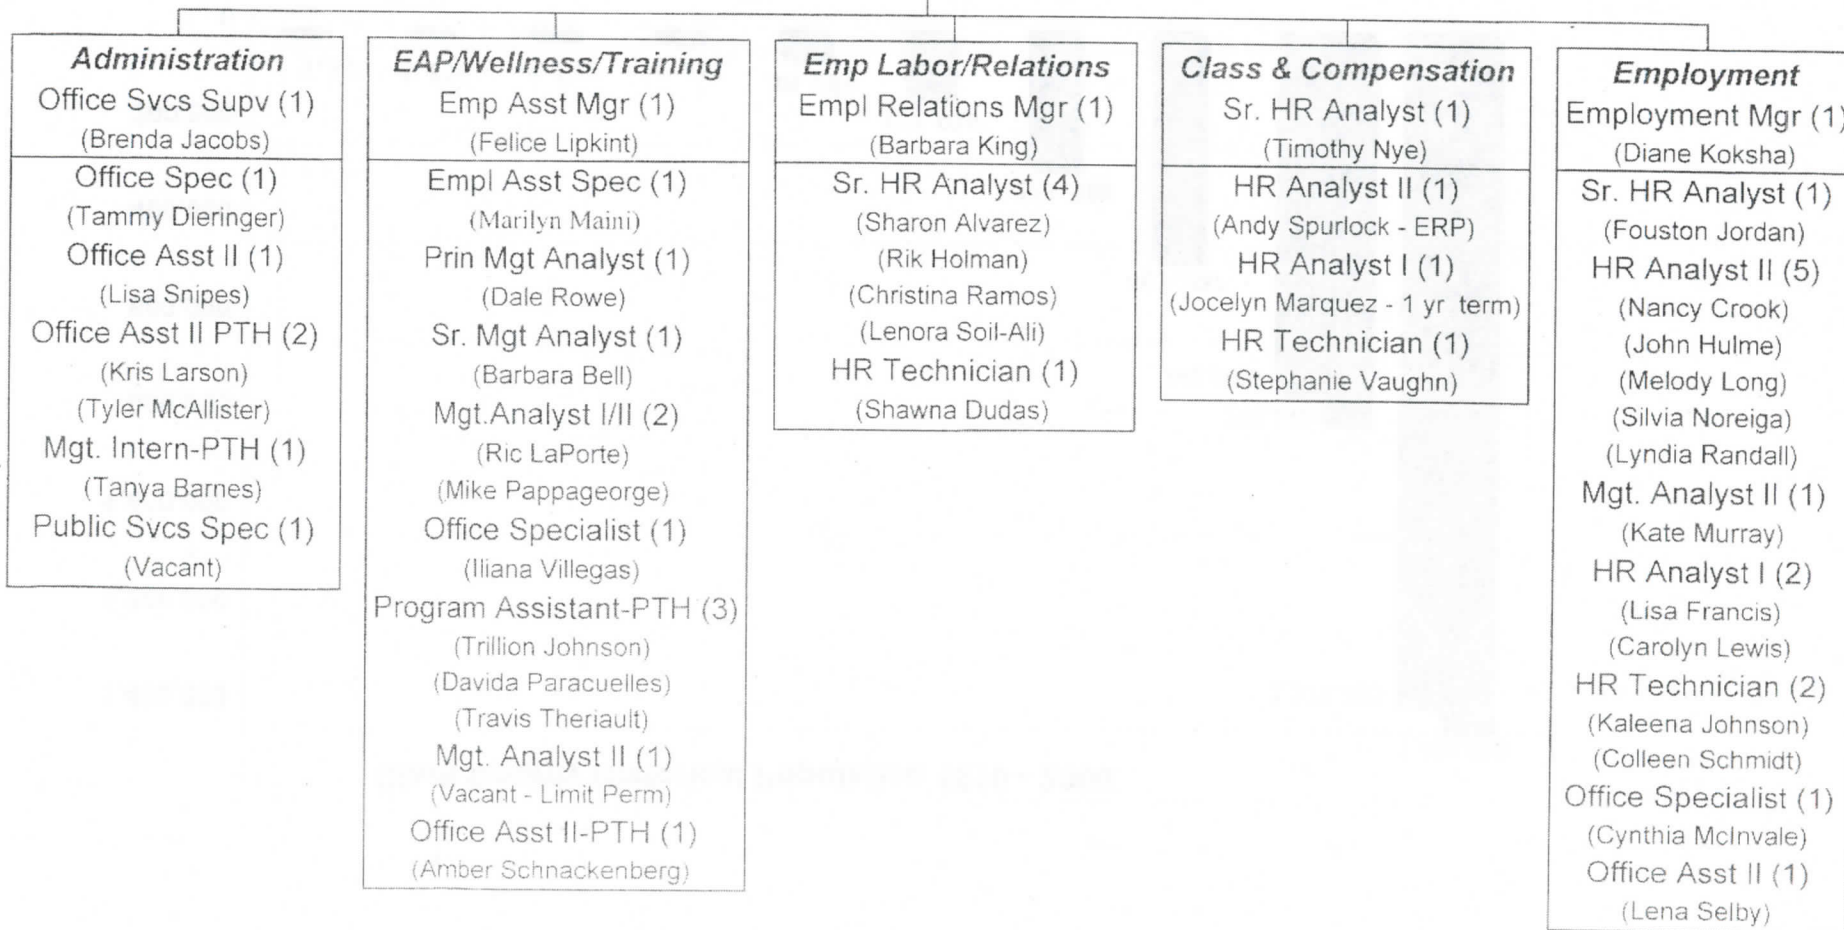 Administration
Office Svcs Supv (1)
(Brenda Jacobs)
Office Spec (1)
(Tammy Dieringer)
Office Asst II (1)
(Lisa Snipes)
Office Asst II PTH (2)
(Kris Larson)
(Tyler McAllister)
Mgt. Intern-PTH (1)
(Tanya Barnes)
Public Svcs Spec (1)
(Vacant)
EAP/Wellness/Training
Emp Asst Mgr (1)
(Felice Lipkint)
Empl Asst Spec (1)
(Marilyn Maini)
Prin Mgt Analyst (1)
(Dale Rowe)
Sr. Mgt Analyst (1)
(Barbara Bell)
Mgt.Analyst I/II (2)
(Ric LaPorte)
(Mike Pappageorge)
Office Specialist (1)
(Iliana Villegas)
Program Assistant-PTH (3)
(Trillion Johnson)
(Davida Paracuelles)
(Travis Theriault)
Mgt. Analyst II (1)
(Vacant - Limit Perm)
Office Asst II-PTH (1)
(Amber Schnackenberg)
Emp Labor/Relations
Empl Relations Mgr (1)
(Barbara King)
Sr. HR Analyst (4)
(Sharon Alvarez)
(Rik Holman)
(Christina Ramos)
(Lenora Soil-Ali)
HR Technician (1)
(Shawna Dudas)
Class & Compensation
Sr. HR Analyst (1)
(Timothy Nye)
HR Analyst II (1)
(Andy Spurlock - ERP)
HR Analyst I (1)
(Jocelyn Marquez - 1 yr term)
HR Technician (1)
(Stephanie Vaughn)
Employment
Employment Mgr (1)
(Diane Koksha)
Sr. HR Analyst (1)
(Fouston Jordan)
HR Analyst II (5)
(Nancy Crook)
(John Hulme)
(Melody Long)
(Silvia Noreiga)
(Lyndia Randall)
Mgt. Analyst II (1)
(Kate Murray)
HR Analyst I (2)
(Lisa Francis)
(Carolyn Lewis)
HR Technician (2)
(Kaleena Johnson)
(Colleen Schmidt)
Office Specialist (1)
(Cynthia McInvale)
Office Asst II (1)
(Lena Selby)